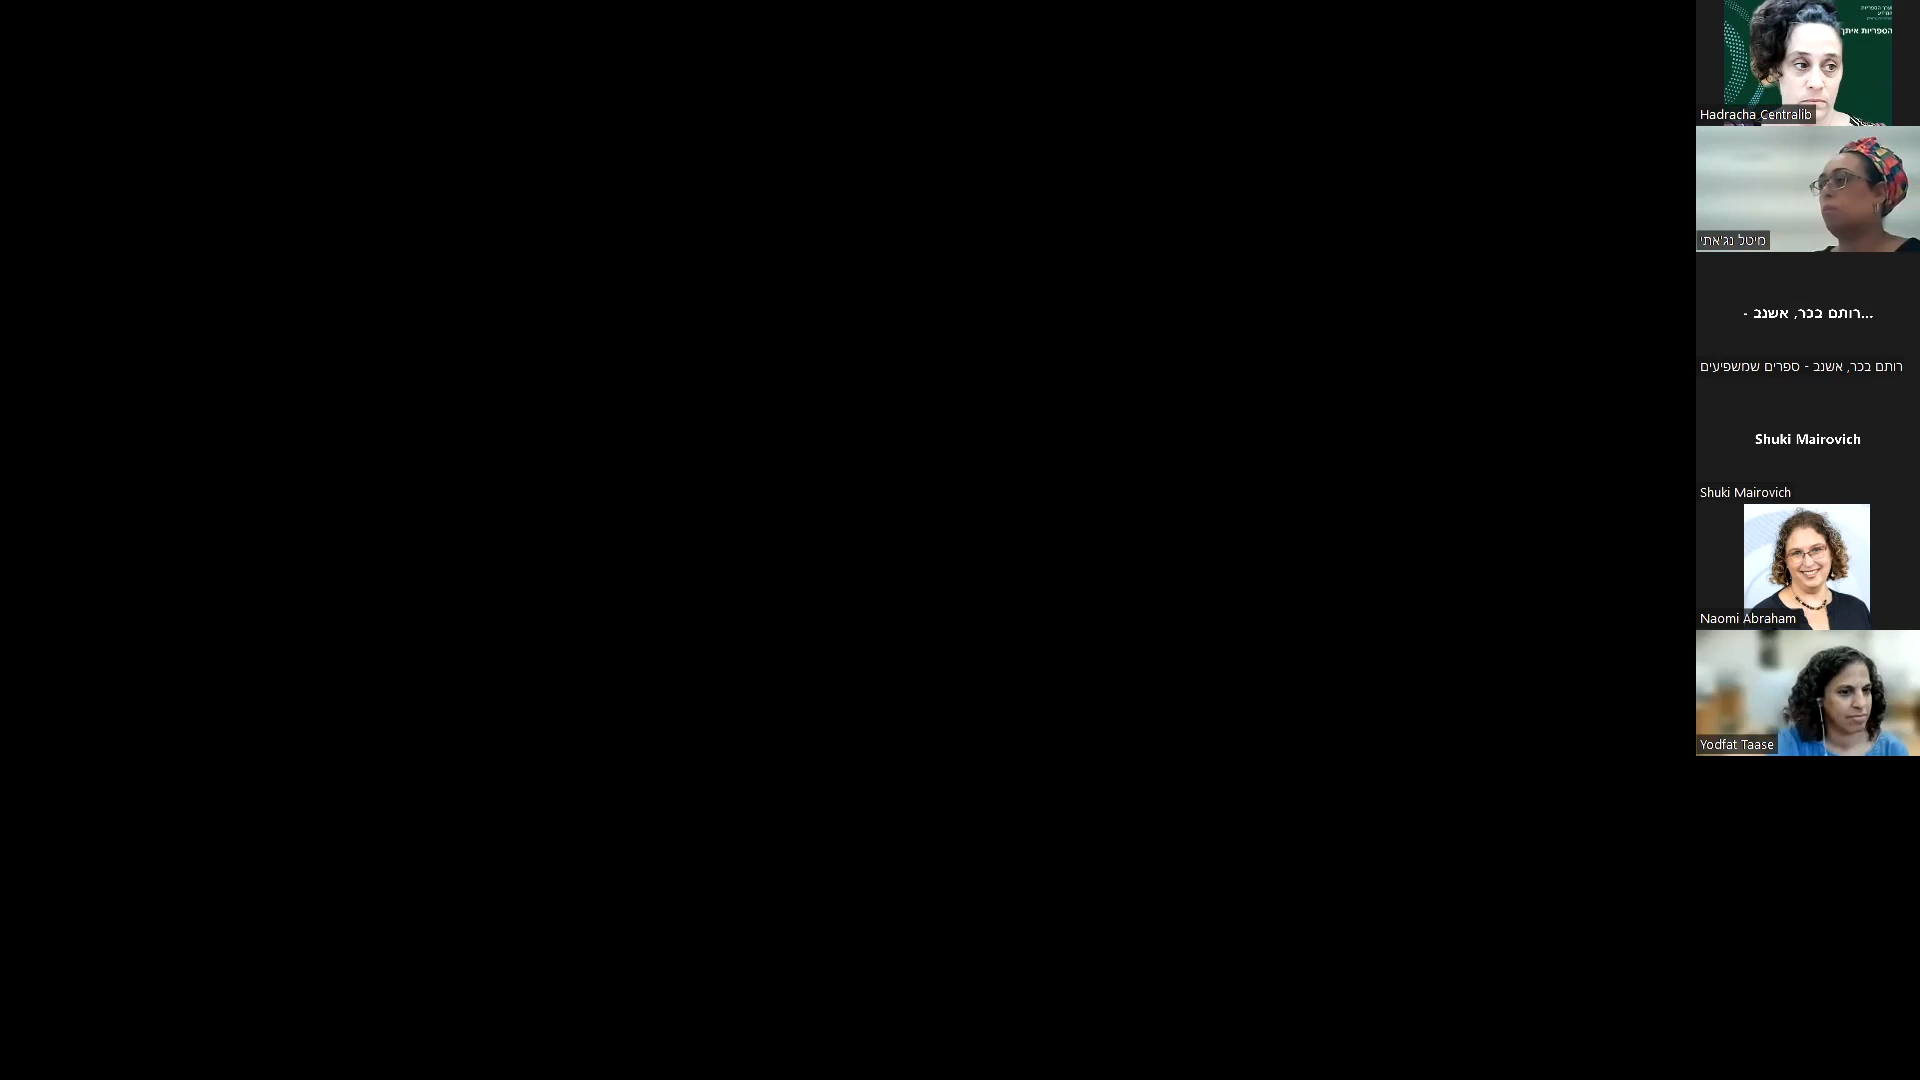 הספריות איתך
Hadracha Centralib
מיטל נג'אתי
רותם בכר, אשנב -...
רותם בכר, אשנב - ספרים שמשפיעים
Shuki Mairovich
Shuki Mairovich
Naomi Abraham
Yodfat Taase